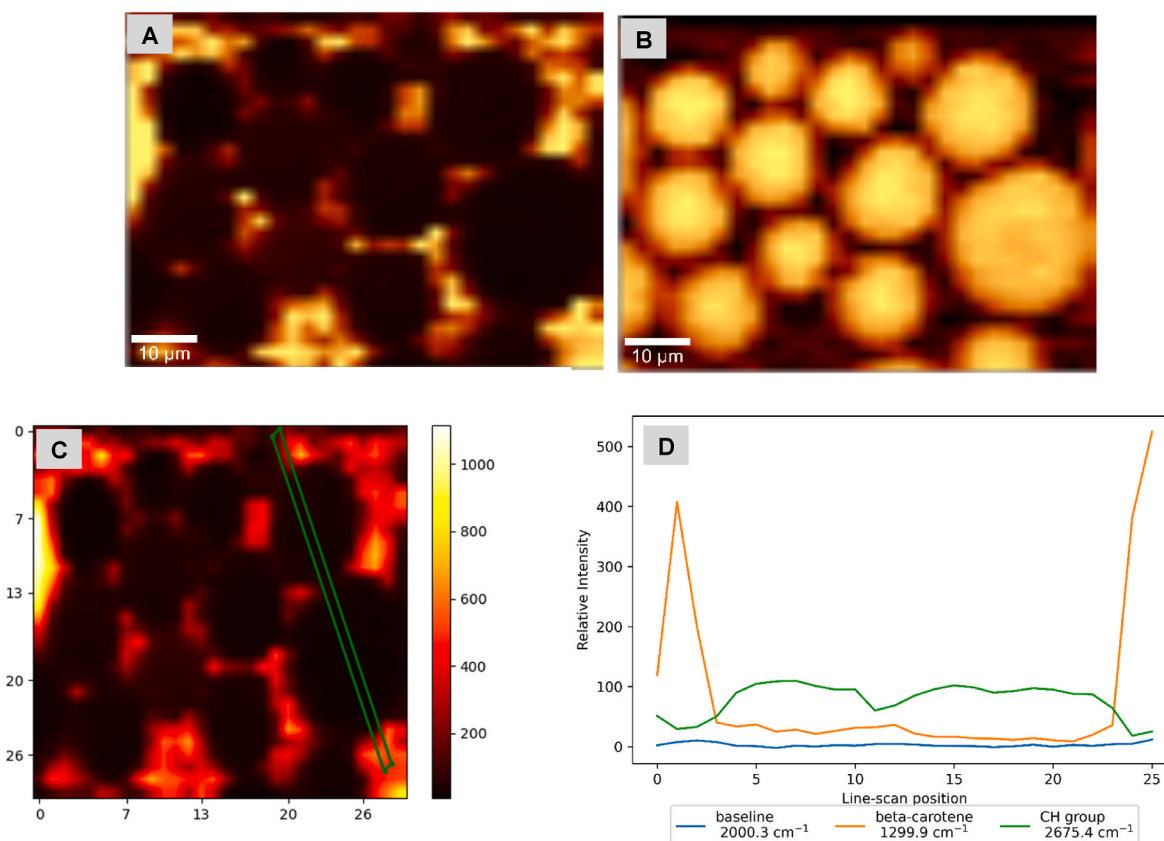 A
B
10 µm
10 µm
C
0
7
13
20
26
0
7
13
20
26
1000
800
600
400
200
D
500
400
300
200
100
0
Relative Intensity
0
5
10
15
20
25
Line-scan position
baseline
2000.3 cm⁻¹
beta-carotene
1299.9 cm⁻¹
CH group
2675.4 cm⁻¹